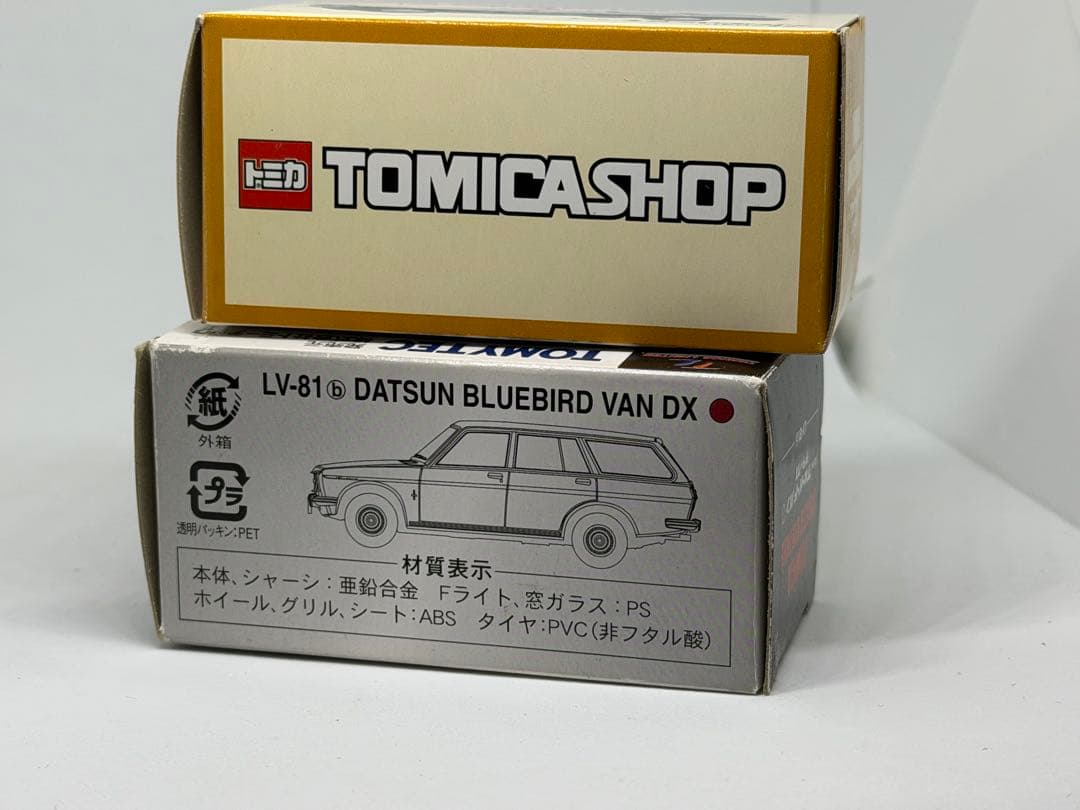 トミカ TOMICASHOP
TOMYTEC
発売元
LV-81ⓑ DATSUN BLUEBIRD VAN DX
紙
外箱
プラ
透明パッキン:PET
材質表示
本体、シャーシ:亜鉛合金 Fライト、窓ガラス:PS
ホイール、グリル、シート:ABS タイヤ:PVC(非フタル酸)